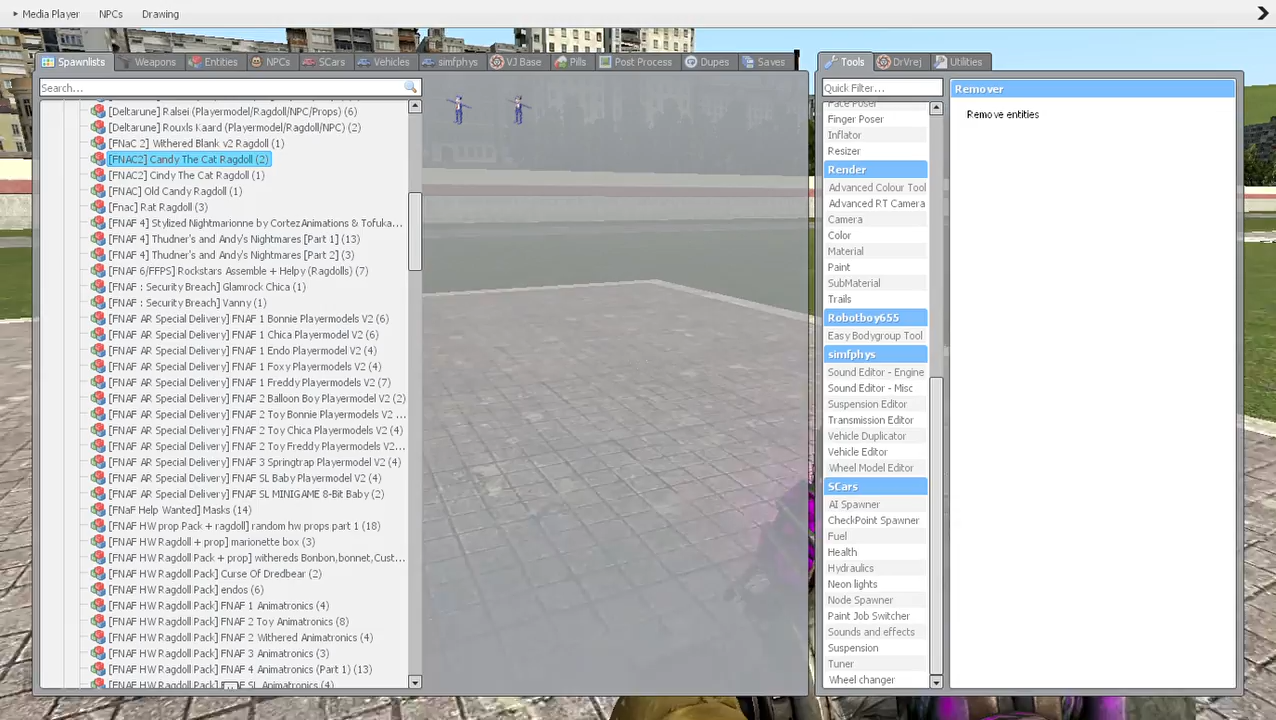 Media Player NPCs Drawing
Spawnlists Weapons Entities NPCs SCars Vehicles simfphys VJ Base Pills Post Process Dupes Saves
Search...
[Deltarune] Ralsei (Playermodel/Ragdoll/NPC/Props) (6)
[Deltarune] Rouxls Kaard (Playermodel/Ragdoll/NPC) (2)
[FNaC 2] Withered Blank v2 Ragdoll (1)
[FNAC2] Candy The Cat Ragdoll (2)
[FNAC2] Cindy The Cat Ragdoll (1)
[FNAC] Old Candy Ragdoll (1)
[Fnac] Rat Ragdoll (3)
[FNAF 4] Stylized Nightmarionne by CortezAnimations & Tofuka...
[FNAF 4] Thudner's and Andy's Nightmares [Part 1] (13)
[FNAF 4] Thudner's and Andy's Nightmares [Part 2] (3)
[FNAF 6/FFPS] Rockstars Assemble + Helpy (Ragdolls) (7)
[FNAF : Security Breach] Glamrock Chica (1)
[FNAF : Security Breach] Vanny (1)
[FNAF AR Special Delivery] FNAF 1 Bonnie Playermodels V2 (6)
[FNAF AR Special Delivery] FNAF 1 Chica Playermodel V2 (6)
[FNAF AR Special Delivery] FNAF 1 Endo Playermodel V2 (4)
[FNAF AR Special Delivery] FNAF 1 Foxy Playermodels V2 (4)
[FNAF AR Special Delivery] FNAF 1 Freddy Playermodels V2 (7)
[FNAF AR Special Delivery] FNAF 2 Balloon Boy Playermodel V2 (2)
[FNAF AR Special Delivery] FNAF 2 Toy Bonnie Playermodels V2 ...
[FNAF AR Special Delivery] FNAF 2 Toy Chica Playermodels V2 (4)
[FNAF AR Special Delivery] FNAF 2 Toy Freddy Playermodels V2...
[FNAF AR Special Delivery] FNAF 3 Springtrap Playermodel V2 (4)
[FNAF AR Special Delivery] FNAF SL Baby Playermodel V2 (4)
[FNAF AR Special Delivery] FNAF SL MINIGAME 8-Bit Baby (2)
[FNaF Help Wanted] Masks (14)
[FNAF HW prop Pack + ragdoll] random hw props part 1 (18)
[FNAF HW Ragdoll + prop] marionette box (3)
[FNAF HW Ragdoll Pack + prop] withereds Bonbon,bonnet,Cust...
[FNAF HW Ragdoll Pack] Curse Of Dredbear (2)
[FNAF HW Ragdoll Pack] endos (6)
[FNAF HW Ragdoll Pack] FNAF 1 Animatronics (4)
[FNAF HW Ragdoll Pack] FNAF 2 Toy Animatronics (8)
[FNAF HW Ragdoll Pack] FNAF 2 Withered Animatronics (4)
[FNAF HW Ragdoll Pack] FNAF 3 Animatronics (3)
[FNAF HW Ragdoll Pack] FNAF 4 Animatronics (Part 1) (13)
[FNAF HW Ragdoll Pack] SL Animatronics (4)
Tools DrVrej Utilities
Quick Filter...
Face Poser
Finger Poser
Inflator
Resizer
Render
Advanced Colour Tool
Advanced RT Camera
Camera
Color
Material
Paint
SubMaterial
Trails
Robotboy655
Easy Bodygroup Tool
simfphys
Sound Editor - Engine
Sound Editor - Misc
Suspension Editor
Transmission Editor
Vehicle Duplicator
Vehicle Editor
Wheel Model Editor
SCars
AI Spawner
CheckPoint Spawner
Fuel
Health
Hydraulics
Neon lights
Node Spawner
Paint Job Switcher
Sounds and effects
Suspension
Tuner
Wheel changer
Remover
Remove entities